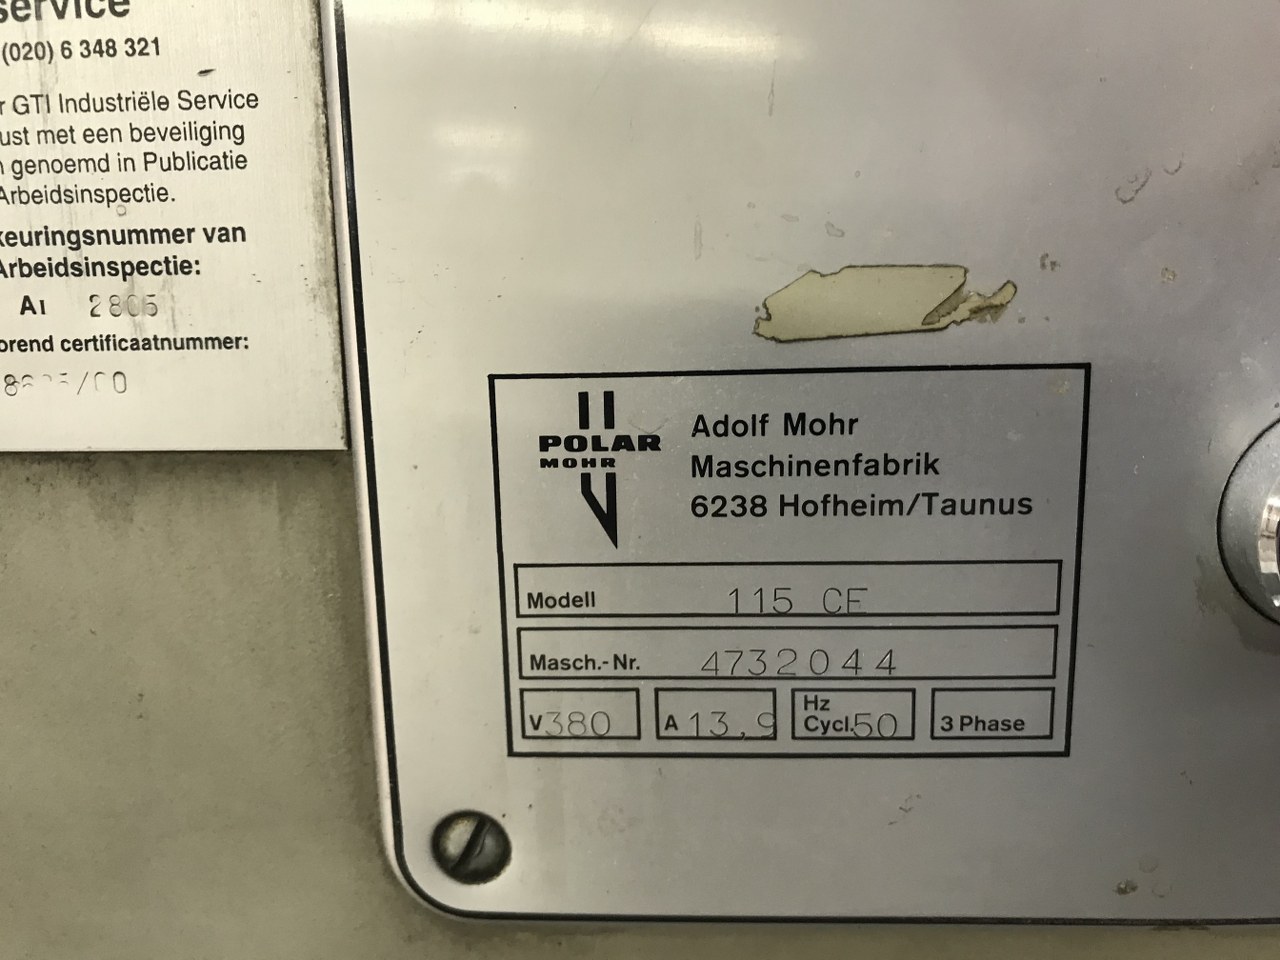 service
(020) 6 348 321
r GTI Industriële Service
ust met een beveiliging
n genoemd in Publicatie
Arbeidsinspectie.
keuringsnummer van
Arbeidsinspectie:
AI 2805
orend certificaatnummer:
POLAR
MOHR
Adolf Mohr
Maschinenfabrik
6238 Hofheim/Taunus
Modell 115 CE
Masch.-Nr. 4732044
V 380 A 13,9 Hz Cycl. 50 3 Phase